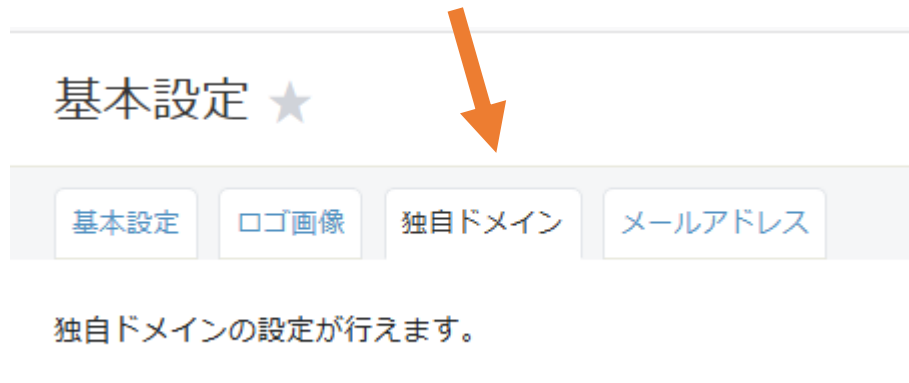 基本設定 ★
基本設定 ロゴ画像 独自ドメイン メールアドレス
独自ドメインの設定が行えます。